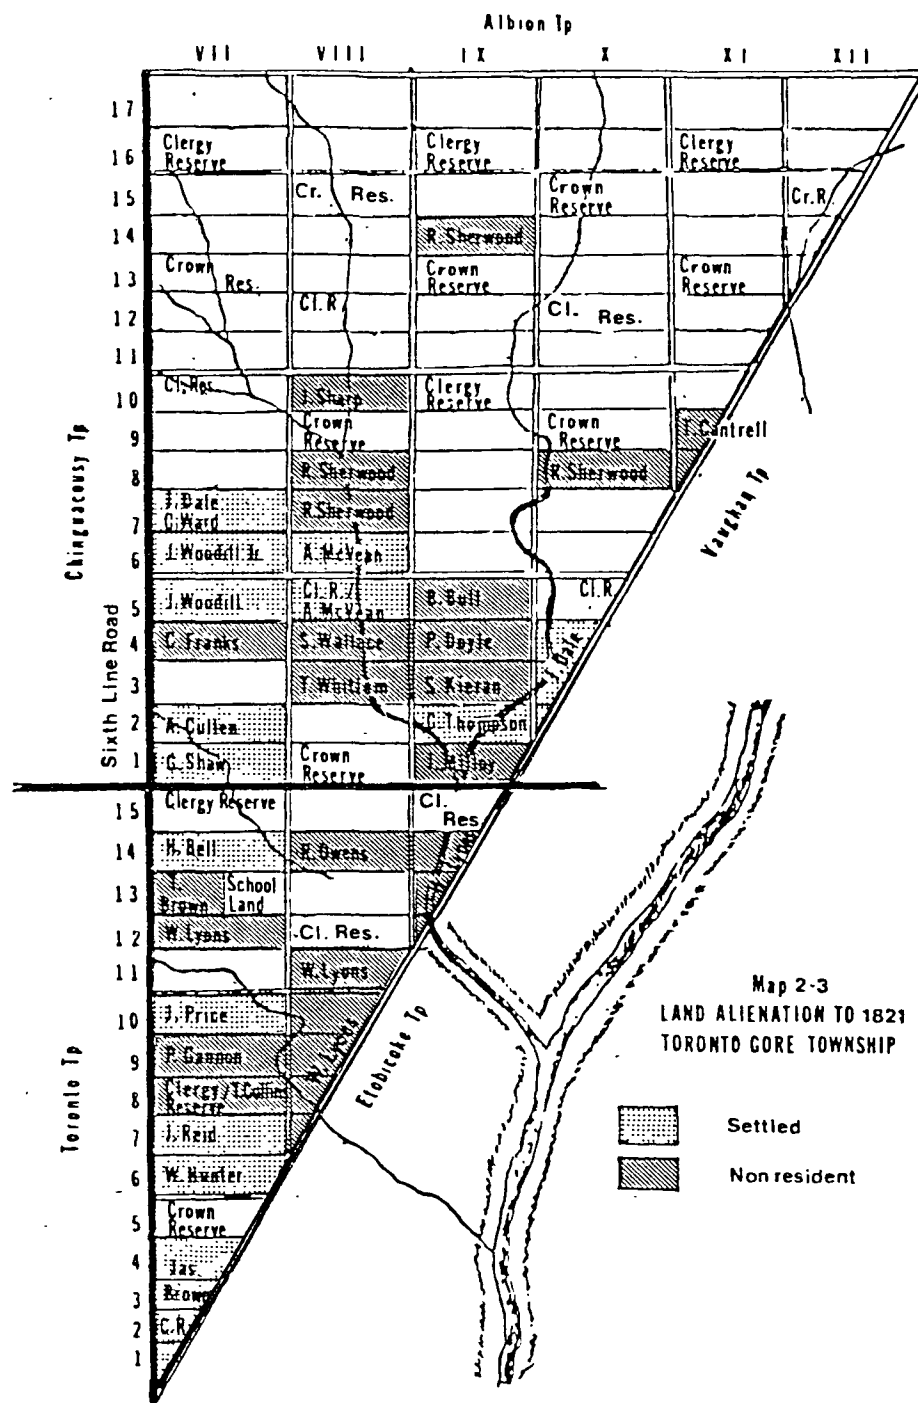 Albion Tp
VII VIII IX X XI XII
17
16 Clergy Reserve Clergy Reserve Clergy Reserve
15 Cr. Res. Crown Reserve Cr.R
14 R.Sherwood
13 Crown Res. Crown Reserve Crown Reserve
12 Cl.R Cl. Res.
11
10 Cl.Res. J.Sharp Clergy Reserve
9 Crown Reserve Crown Reserve T.Cantrell
8 R.Sherwood R.Sherwood
7 J.Dale C.Ward R.Sherwood
6 J.Woodill Jr. A.McVean
5 J.Woodill Cl.R./A.McVean B.Bull Cl.R.
4 C.Franks S.Wallace P.Doyle J.Dale
3 T.Whitlam S.Kieran
2 A.Cullen C.Thompson
1 G.Shaw Crown Reserve
15 Clergy Reserve Cl. Res.
14 H.Bell R.Owens
13 T. Brown School Land Lyons
12 W.Lyons Cl. Res.
11 W.Lyons
10 J.Price
9 P.Gannon W.Lyons
8 Clergy/T.Collins Reserve
7 J.Reid
6 W.Hunter
5 Crown Reserve
4 Jas.
3 Brown
2 C.R
1
Chinguacousy Tp
Sixth Line Road
Toronto Tp
Vaughan Tp
Etobicoke Tp
Map 2-3
LAND ALIENATION TO 1821
TORONTO GORE TOWNSHIP
Settled
Non resident